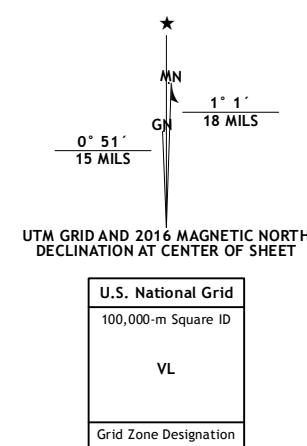 ★
MN
GN
1° 1´
18 MILS
0° 51´
15 MILS
UTM GRID AND 2016 MAGNETIC NORTH
DECLINATION AT CENTER OF SHEET
U.S. National Grid
100,000-m Square ID
VL
Grid Zone Designation